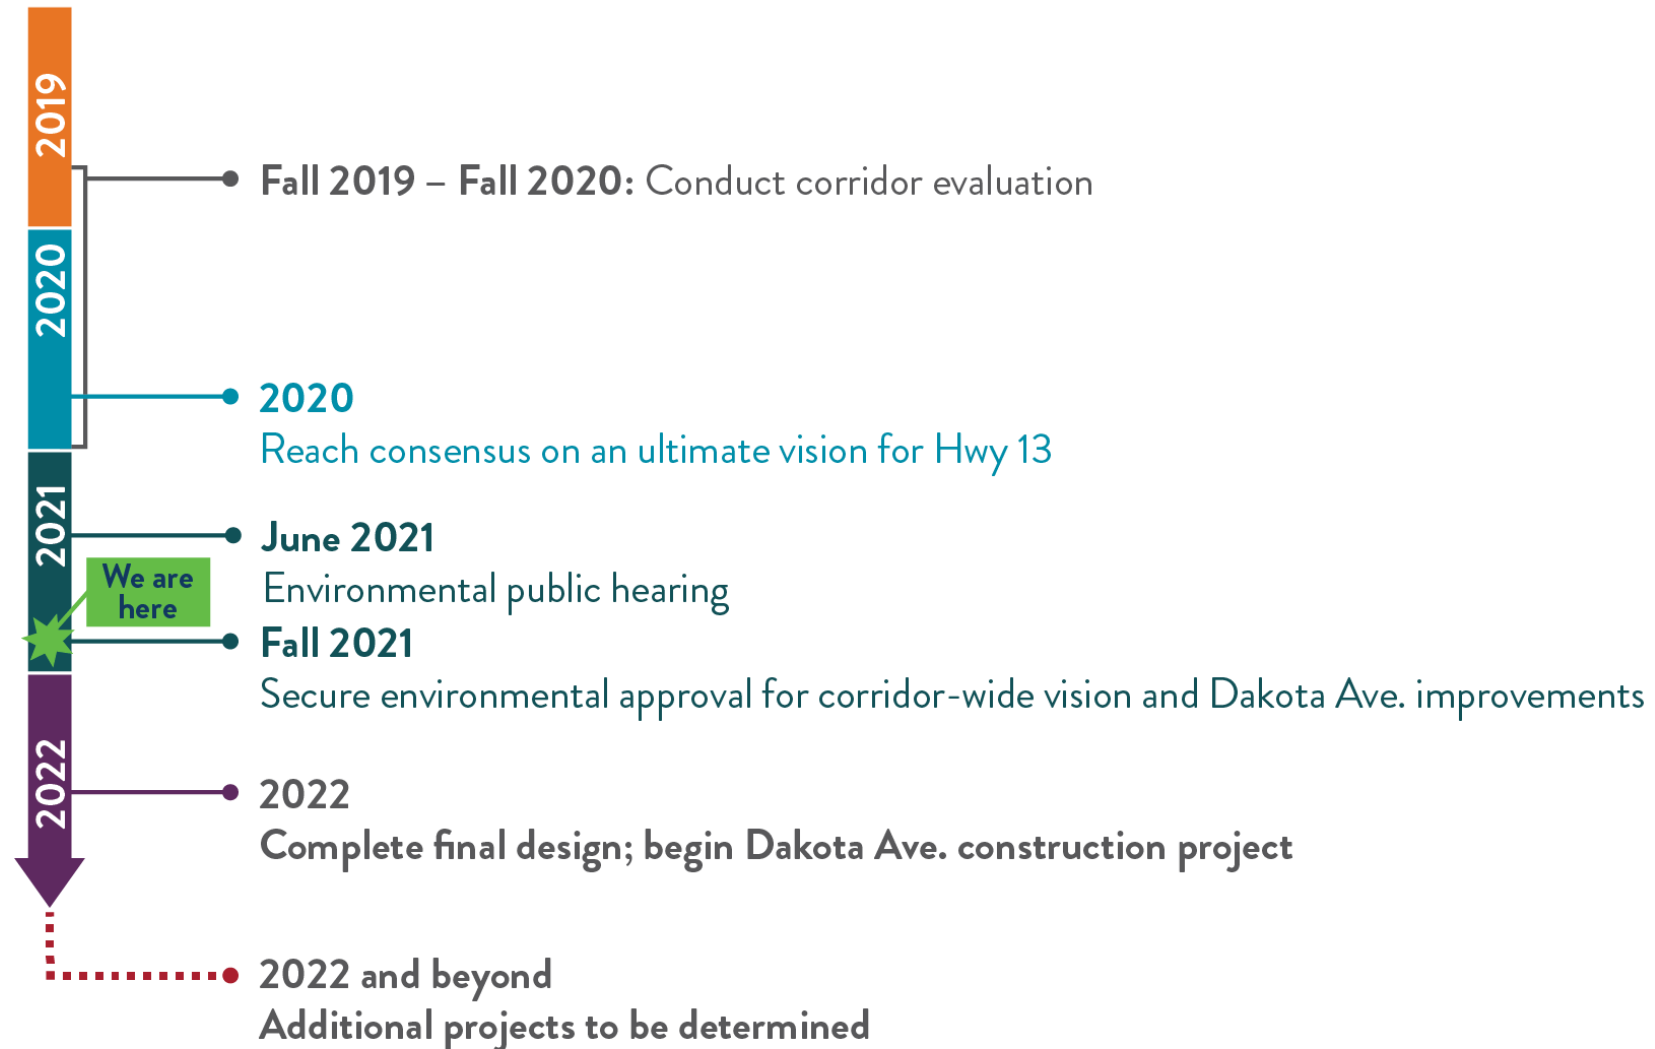 2019
Fall 2019 – Fall 2020: Conduct corridor evaluation
2020
2020
Reach consensus on an ultimate vision for Hwy 13
2021
June 2021
Environmental public hearing
We are
here
Fall 2021
Secure environmental approval for corridor-wide vision and Dakota Ave. improvements
2022
2022
Complete final design; begin Dakota Ave. construction project
2022 and beyond
Additional projects to be determined